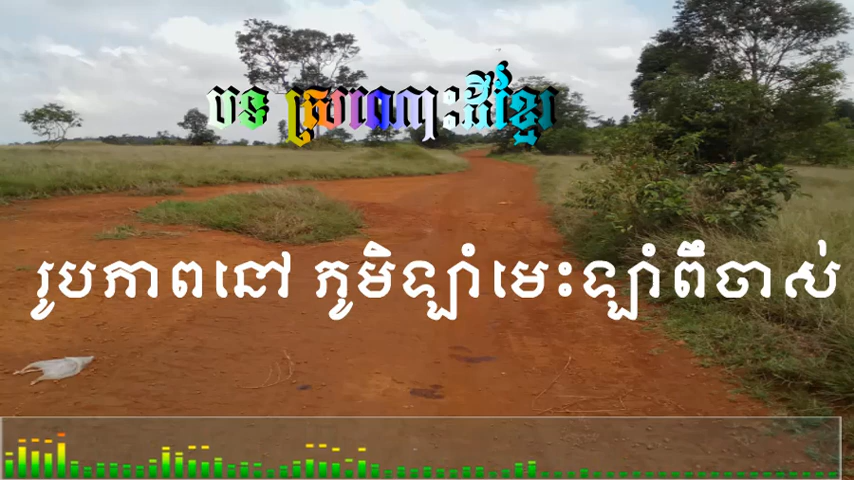 បទ ស្រពេណុះដីខ្មែរ
រូបភាពនៅ ភូមិឡាំមេះឡាំពឹចាស់